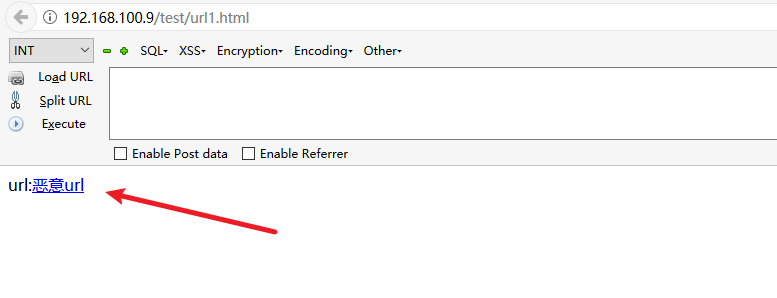 192.168.100.9/test/url1.html
INT SQL▾ XSS▾ Encryption▾ Encoding▾ Other▾
Load URL
Split URL
Execute
Enable Post data Enable Referrer
url:恶意url